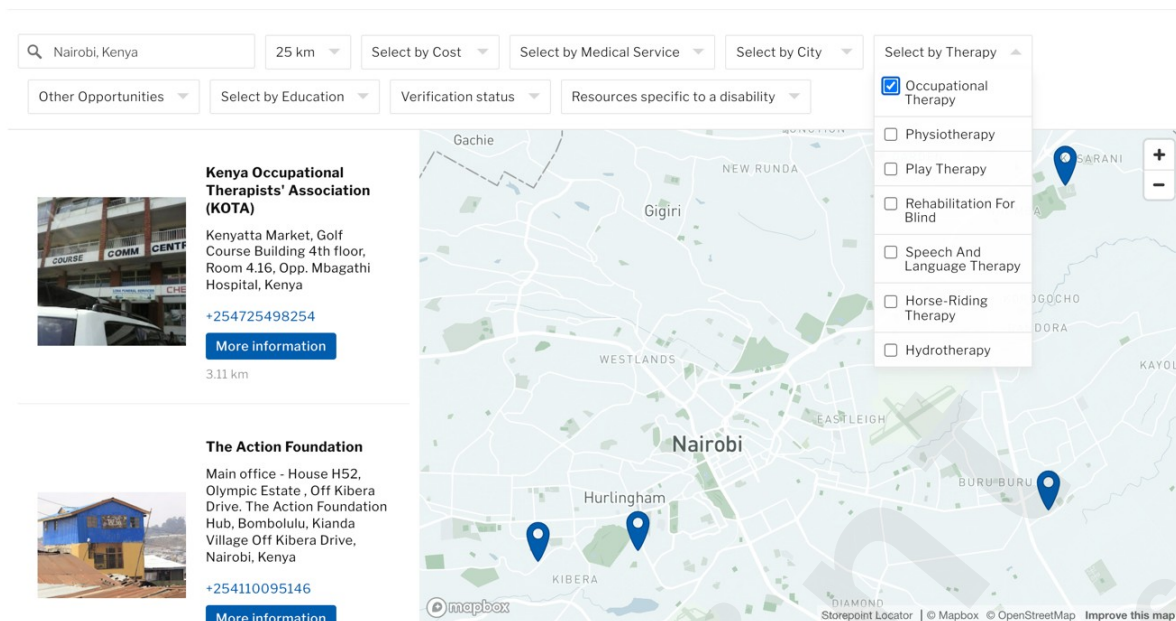 Nairobi, Kenya
25 km
Select by Cost
Select by Medical Service
Select by City
Select by Therapy
Other Opportunities
Select by Education
Verification status
Resources specific to a disability
Occupational
Therapy
Physiotherapy
Play Therapy
Rehabilitation For
Blind
Speech And
Language Therapy
Horse-Riding
Therapy
Hydrotherapy
Kenya Occupational
Therapists' Association
(KOTA)
Kenyatta Market, Golf
Course Building 4th floor,
Room 4.16, Opp. Mbagathi
Hospital, Kenya
+254725498254
More information
3.11 km
COURSE
COMM
CENTR
The Action Foundation
Main office - House H52,
Olympic Estate , Off Kibera
Drive. The Action Foundation
Hub, Bombolulu, Kianda
Village Off Kibera Drive,
Nairobi, Kenya
+254110095146
More information
Gachie
NEW RUNDA
Gigiri
SARANI
OGOCHO
DORA
KAYOL
WESTLANDS
EASTLEIGH
Nairobi
BURU BURU
Hurlingham
KIBERA
DIAMOND
+
−
mapbox
Storepoint Locator | © Mapbox © OpenStreetMap Improve this map